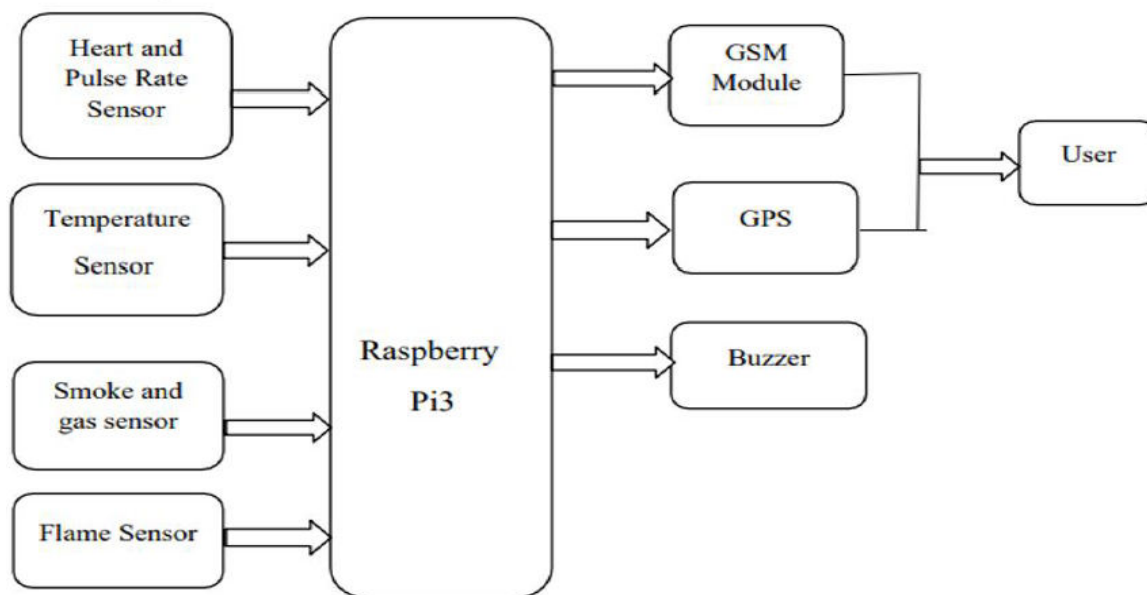 Heart and
Pulse Rate
Sensor
Temperature
Sensor
Smoke and
gas sensor
Flame Sensor
Raspberry
Pi3
GSM
Module
GPS
Buzzer
User